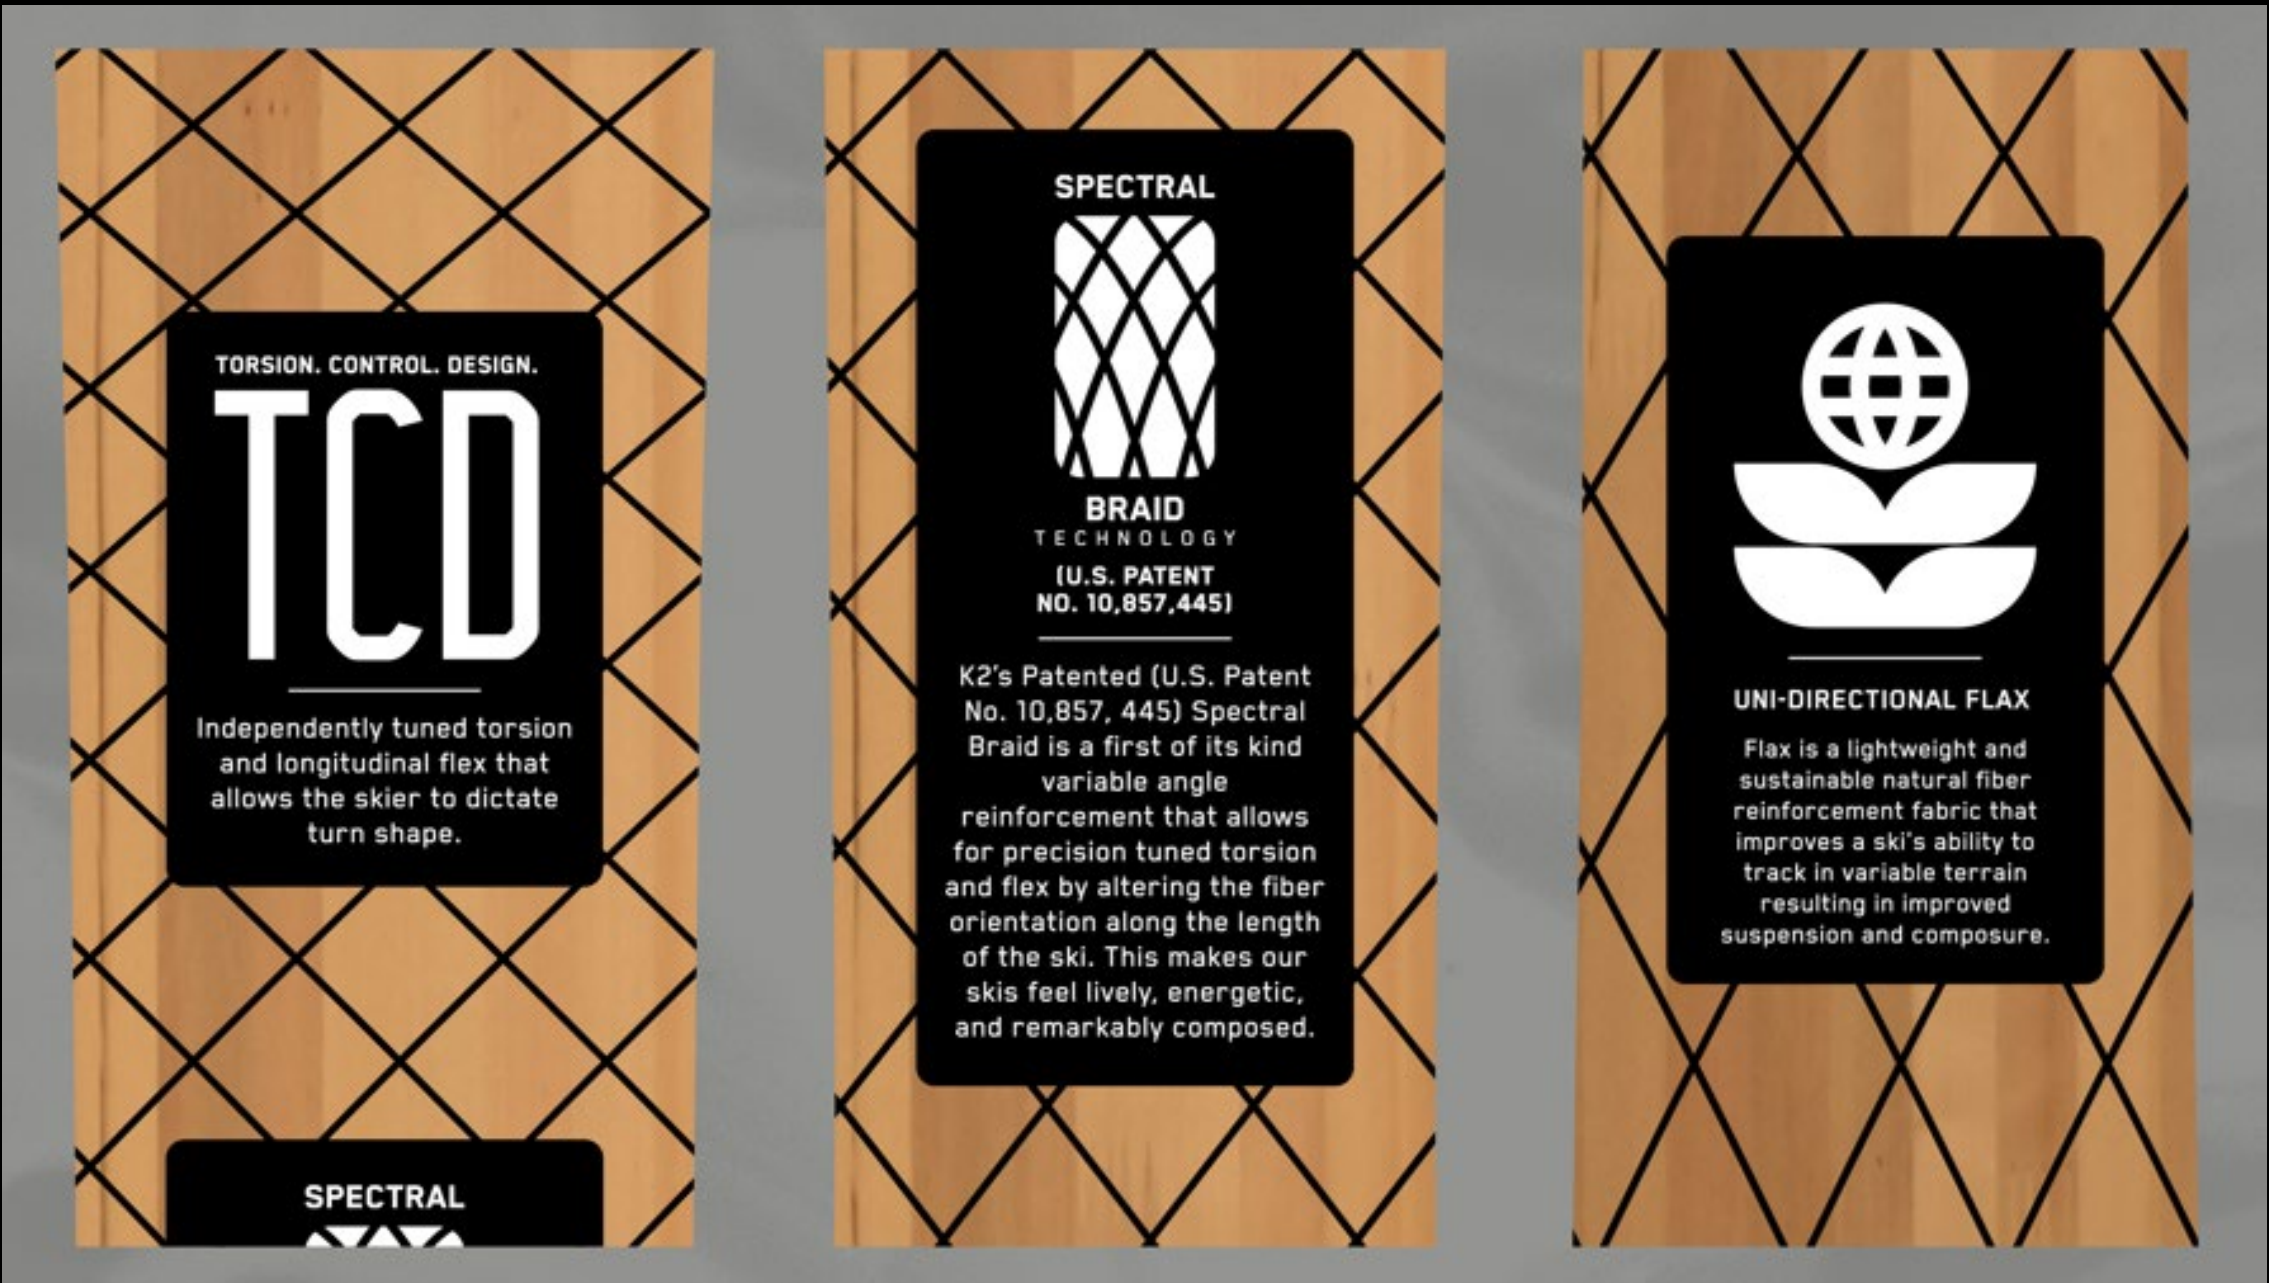 TORSION. CONTROL. DESIGN.
TCD
Independently tuned torsion
and longitudinal flex that
allows the skier to dictate
turn shape.
SPECTRAL
SPECTRAL
BRAID
TECHNOLOGY
(U.S. PATENT
NO. 10,857,445)
K2's Patented (U.S. Patent
No. 10,857, 445) Spectral
Braid is a first of its kind
variable angle
reinforcement that allows
for precision tuned torsion
and flex by altering the fiber
orientation along the length
of the ski. This makes our
skis feel lively, energetic,
and remarkably composed.
UNI-DIRECTIONAL FLAX
Flax is a lightweight and
sustainable natural fiber
reinforcement fabric that
improves a ski's ability to
track in variable terrain
resulting in improved
suspension and composure.